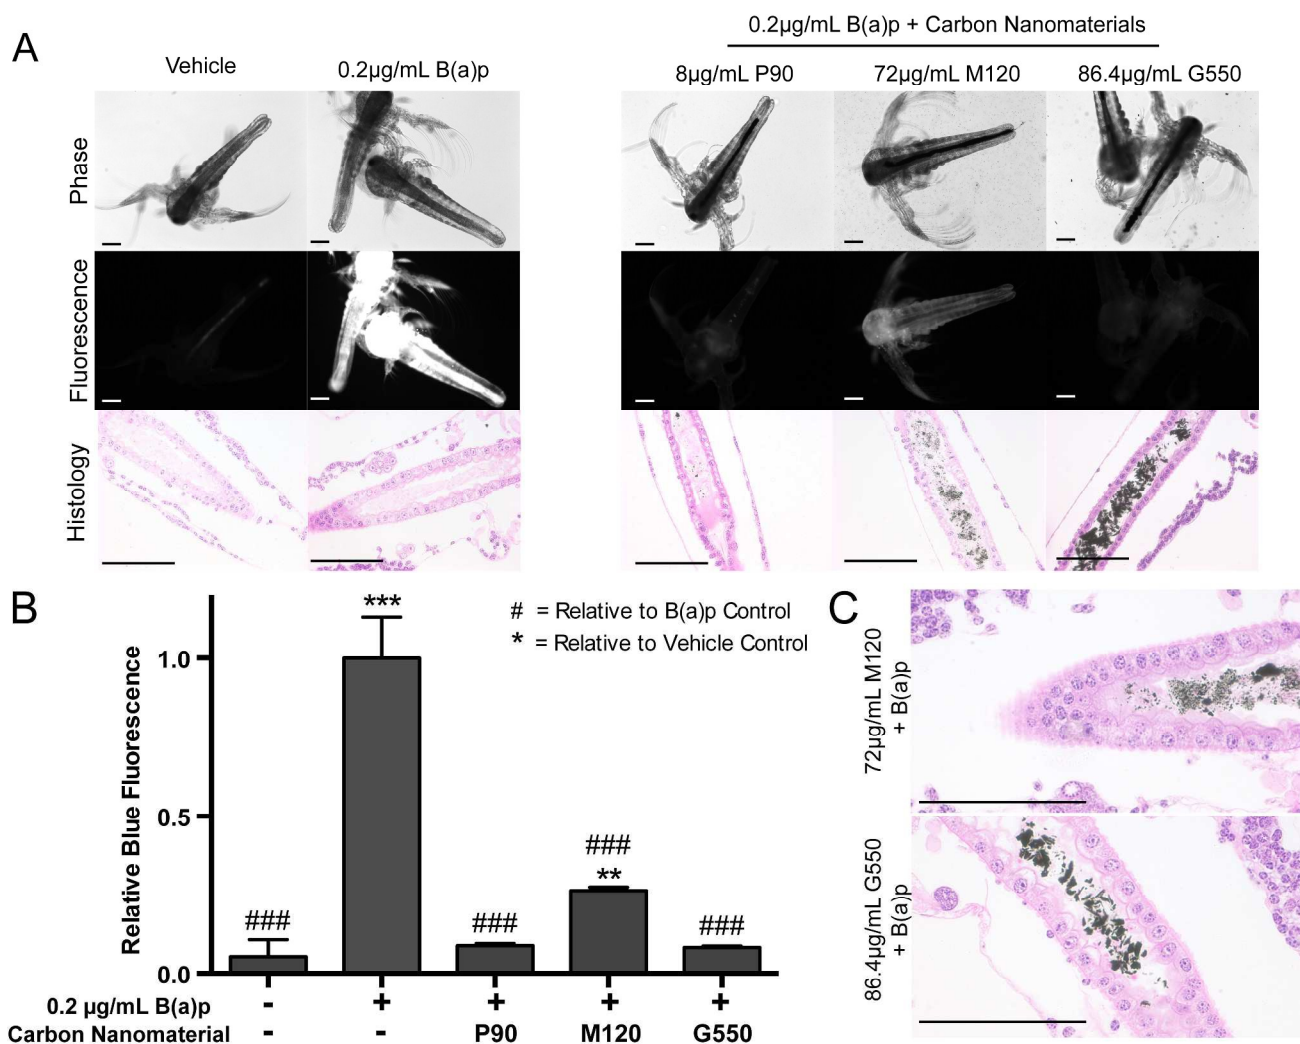 A
0.2µg/mL B(a)p + Carbon Nanomaterials
Vehicle
0.2µg/mL B(a)p
8µg/mL P90
72µg/mL M120
86.4µg/mL G550
Phase
Fluorescence
Histology
B
Relative Blue Fluorescence
1.0
0.5
0.0
# = Relative to B(a)p Control
* = Relative to Vehicle Control
###
***
###
###
**
###
0.2 µg/mL B(a)p - + + + +
Carbon Nanomaterial - - P90 M120 G550
C
72µg/mL M120
+ B(a)p
86.4µg/mL G550
+ B(a)p